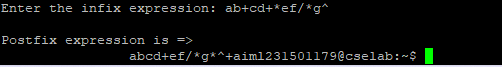 Enter the infix expression: ab+cd+*ef/*g^
Postfix expression is =>
abcd+ef/*g*^+aiml231501179@cselab:~$